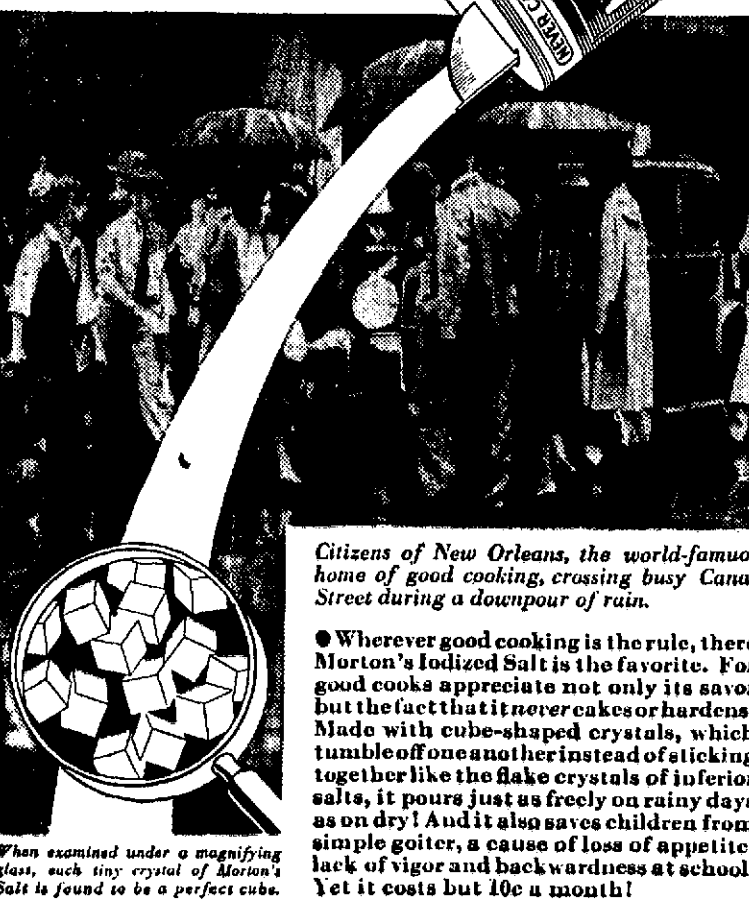 NEVER C
Citizens of New Orleans, the world-famuo
home of good cooking, crossing busy Cana
Street during a downpour of rain.
●Wherever good cooking is the rule, there
Morton's Iodized Salt is the favorite. Fo
good cooks appreciate not only its savo
but the fact that it never cakes or hardens
Made with cube-shaped crystals, which
tumble off one another instead of sticking
together like the flake crystals of inferior
salts, it pours just as freely on rainy days
as on dry! And it also saves children from
simple goiter, a cause of loss of appetite
lack of vigor and backwardness at school
Yet it costs but 10c a month!
When examined under a magnifying
glass, each tiny crystal of Morton's
Salt is found to be a perfect cube.